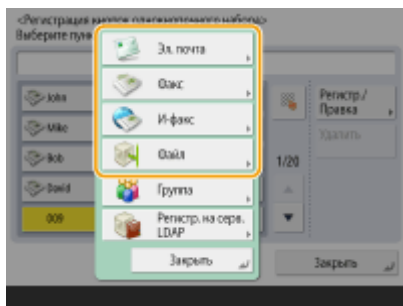 <Регистрация кнопок однокнопочного набора>
Выберите
Эл. почта
Факс
И-факс
Файл
Группа
Регистр. на серв.
LDAP
Закрыть
John
Mike
Bob
David
009
1/20
Регистр./
Правка
Удалить
Закрыть